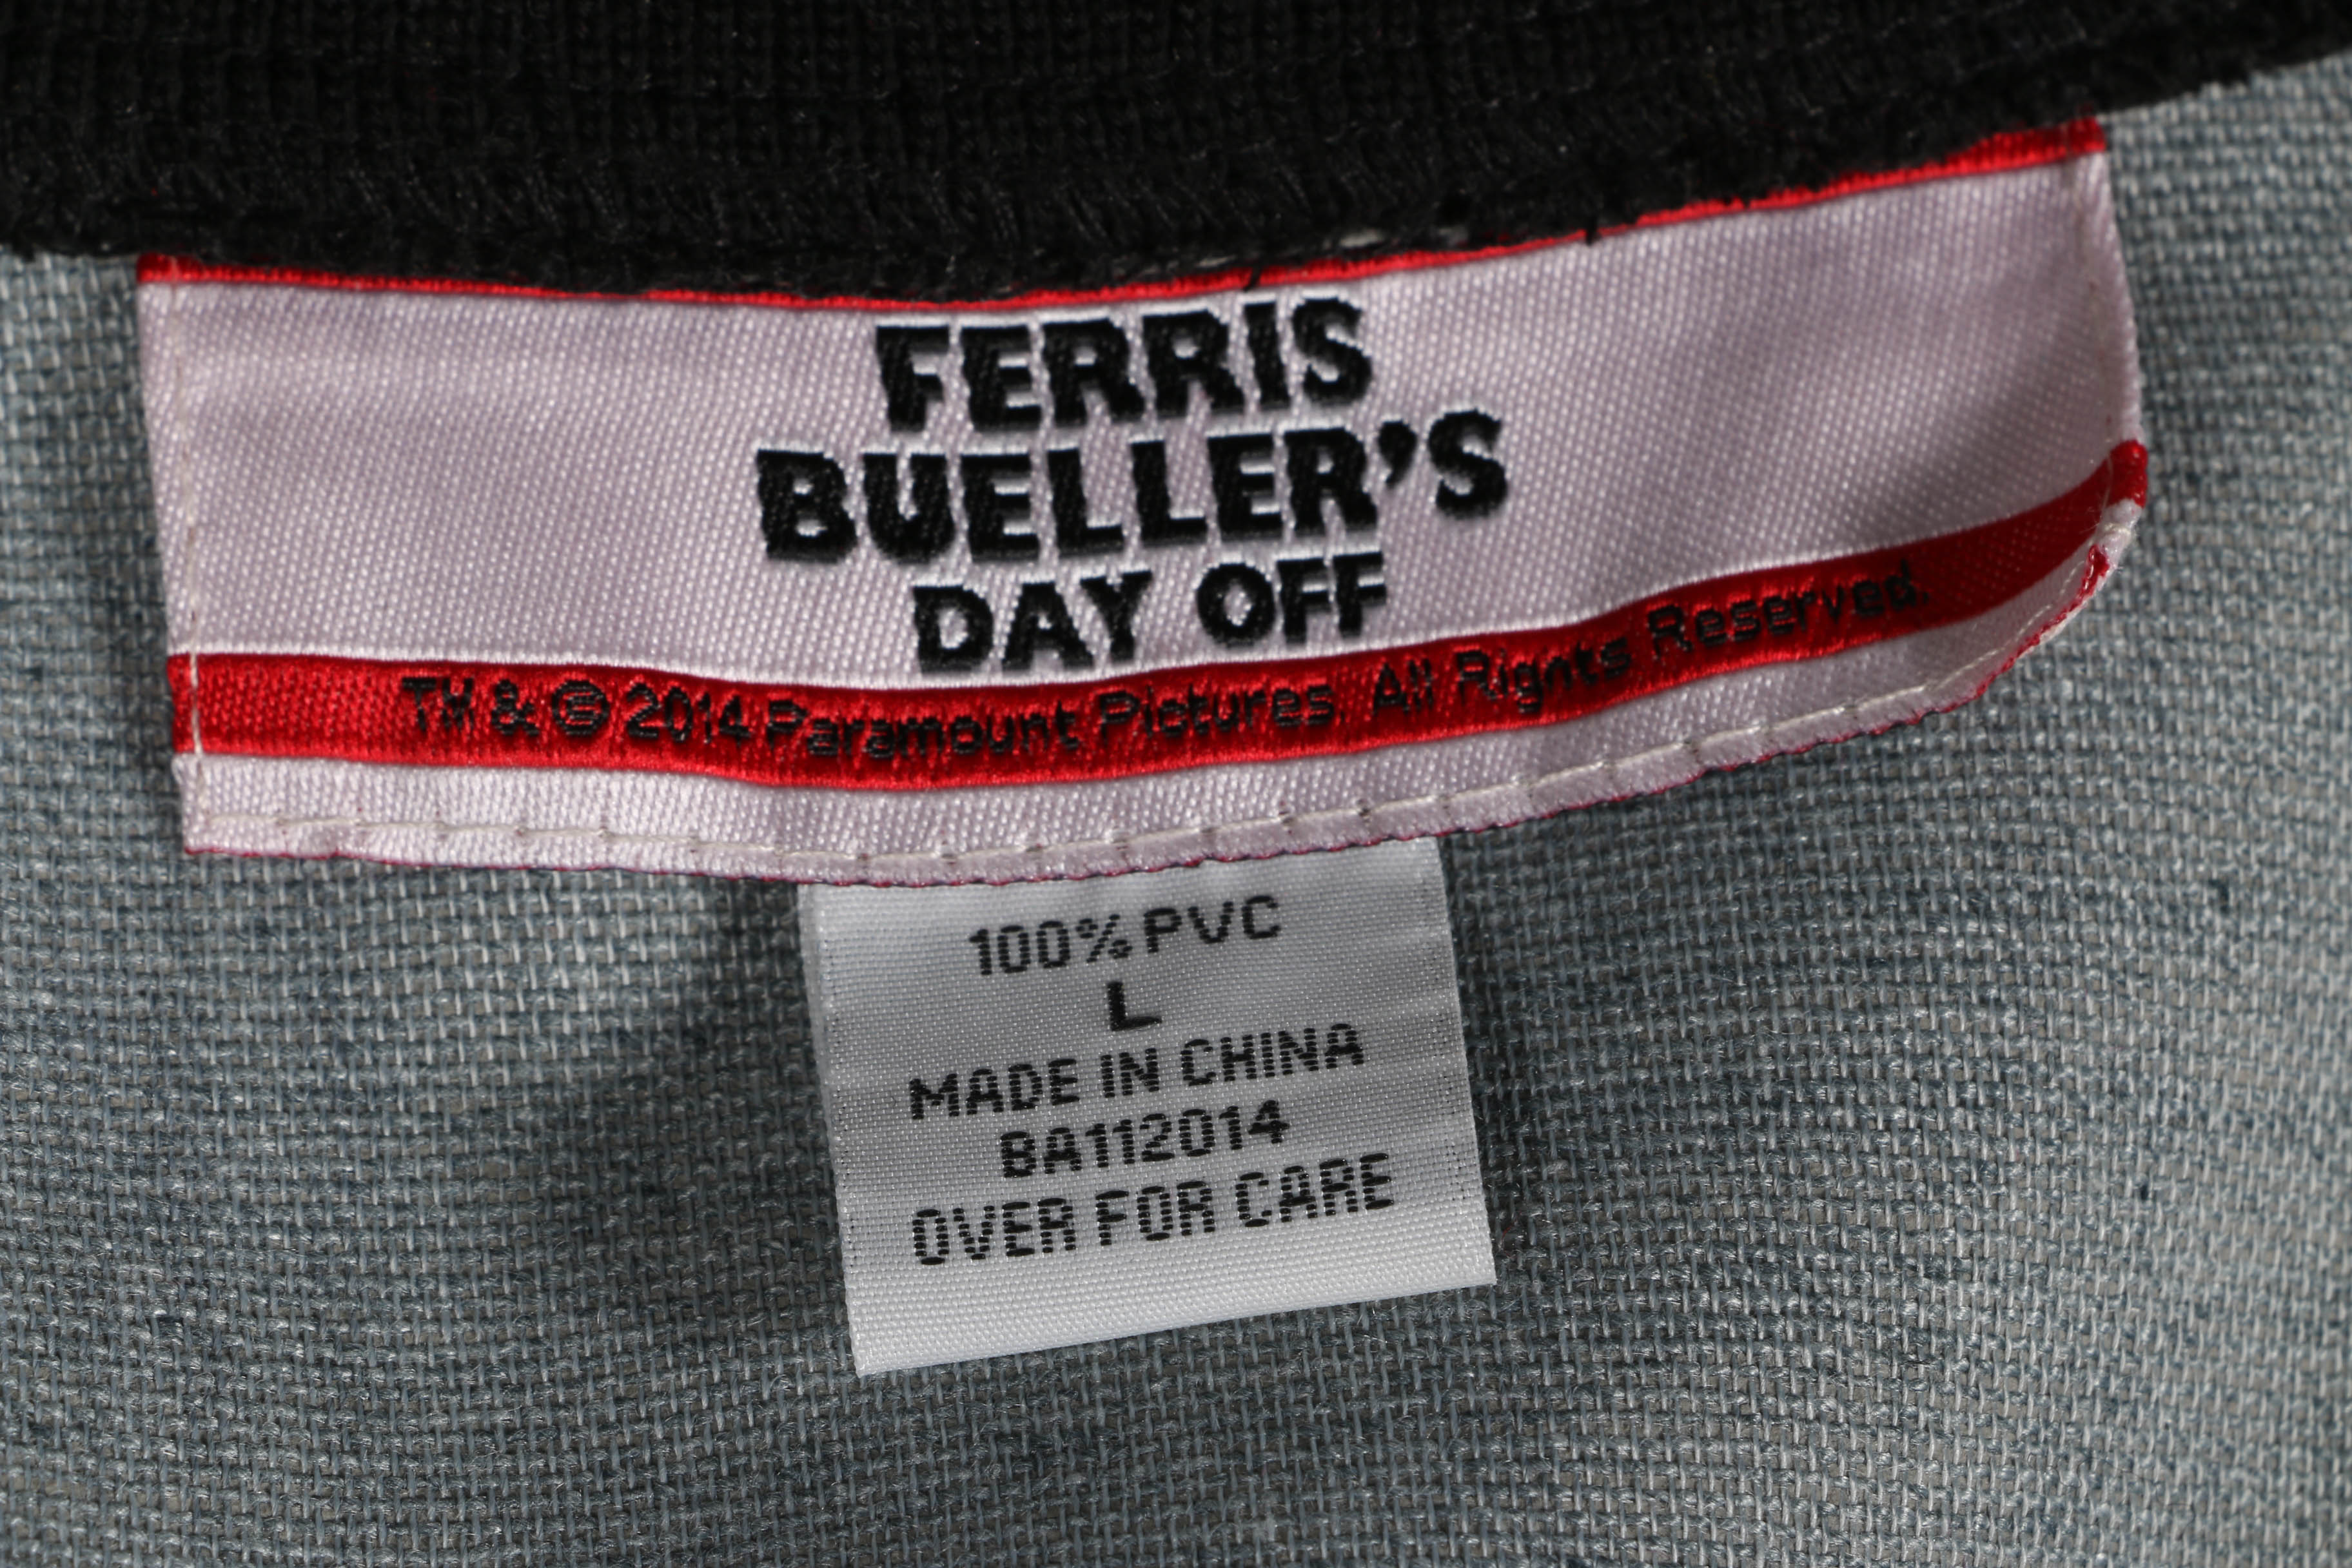 FERRIS
BUELLER'S
DAY OFF
TM & © 2014 Paramount Pictures. All Rights Reserved.
100% PVC
L
MADE IN CHINA
BA112014
OVER FOR CARE